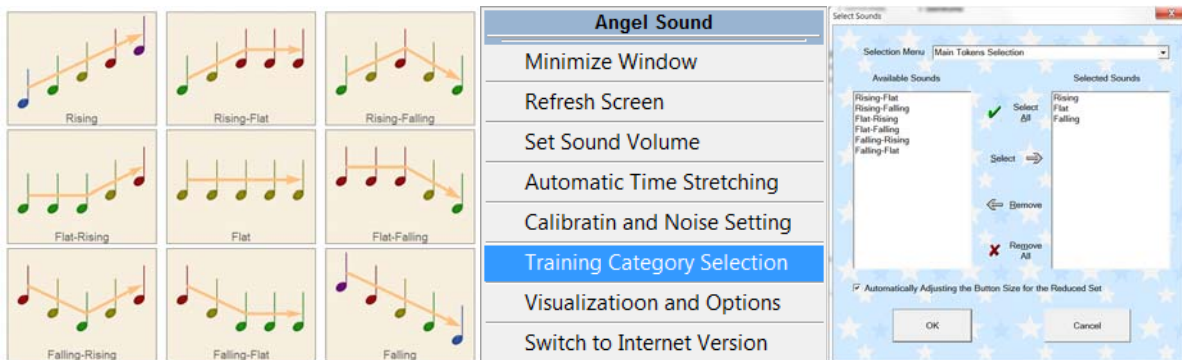 Rising
Rising-Flat
Rising-Falling
Flat-Rising
Flat
Flat-Falling
Falling-Rising
Falling-Flat
Falling
Angel Sound
Minimize Window
Refresh Screen
Set Sound Volume
Automatic Time Stretching
Calibratin and Noise Setting
Training Category Selection
Visualizatioon and Options
Switch to Internet Version
Select Sounds
Selection Menu
Main Tokens Selection
Available Sounds
Rising-Flat
Rising-Falling
Flat-Rising
Flat-Falling
Falling-Rising
Falling-Flat
Select
All
Select
Remove
Remove
All
Selected Sounds
Rising
Flat
Falling
Automatically Adjusting the Button Size for the Reduced Set
OK
Cancel